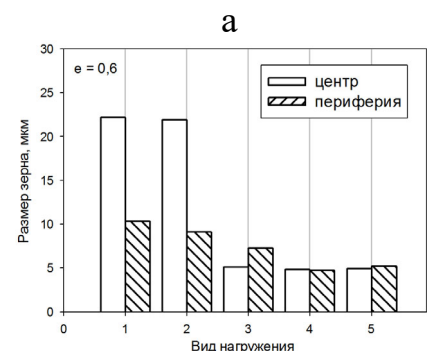 а
30
e = 0,6
центр
периферия
25
20
15
10
5
0
Размер зерна, мкм
0 1 2 3 4 5
Вид нагружения